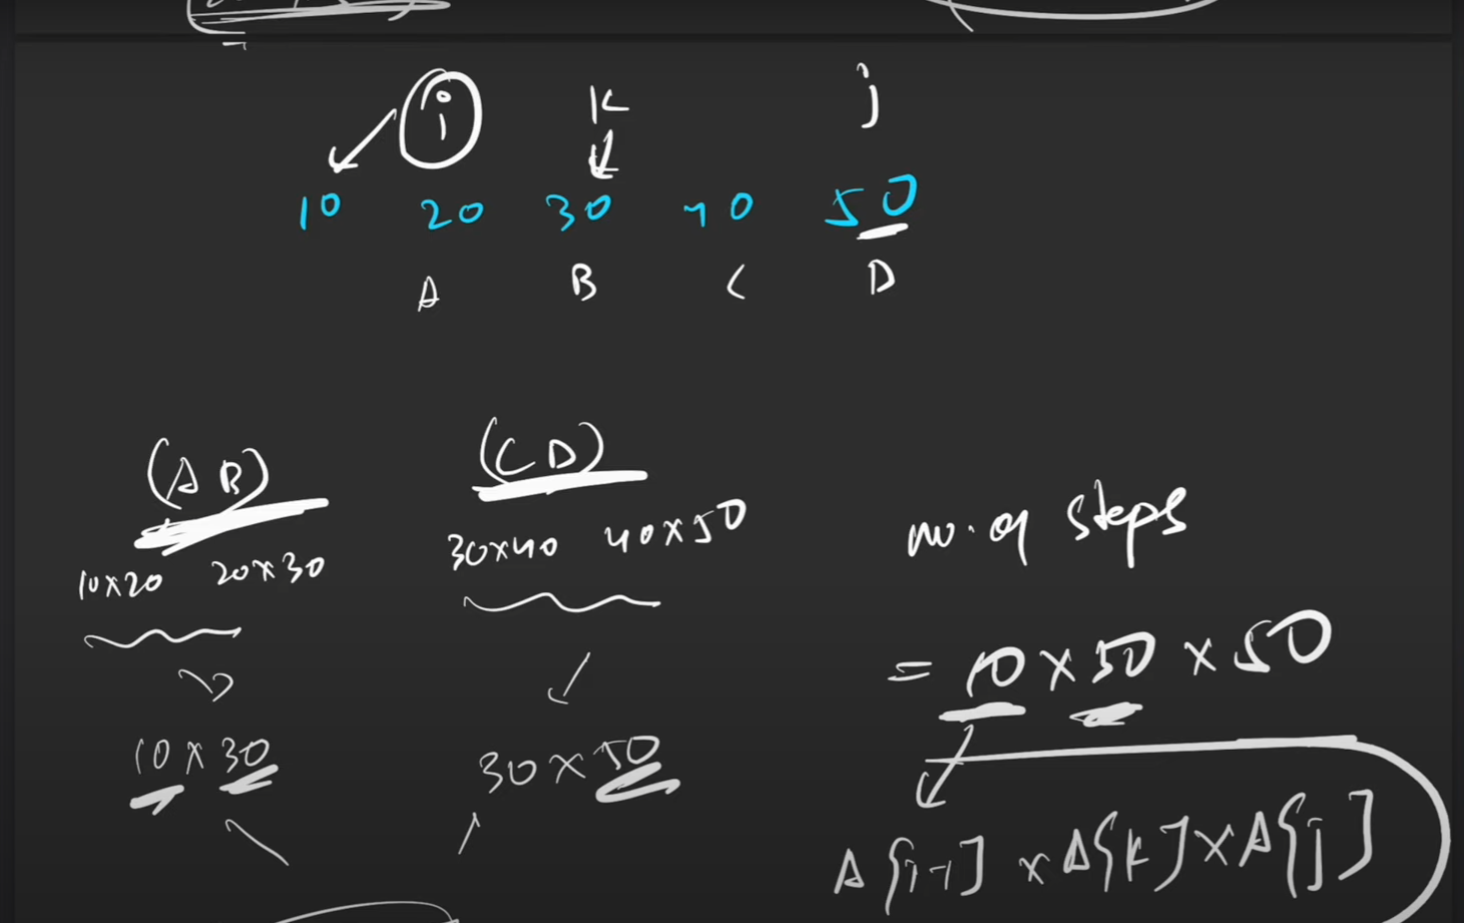 i K j
10 20 30 40 50
A B C D
(AB) (CD)
10x20 20x30 30x40 40x50
no. of steps
10x30 30x50
= 10 x 50 x 50
A[i-1] x A[k] x A[j]